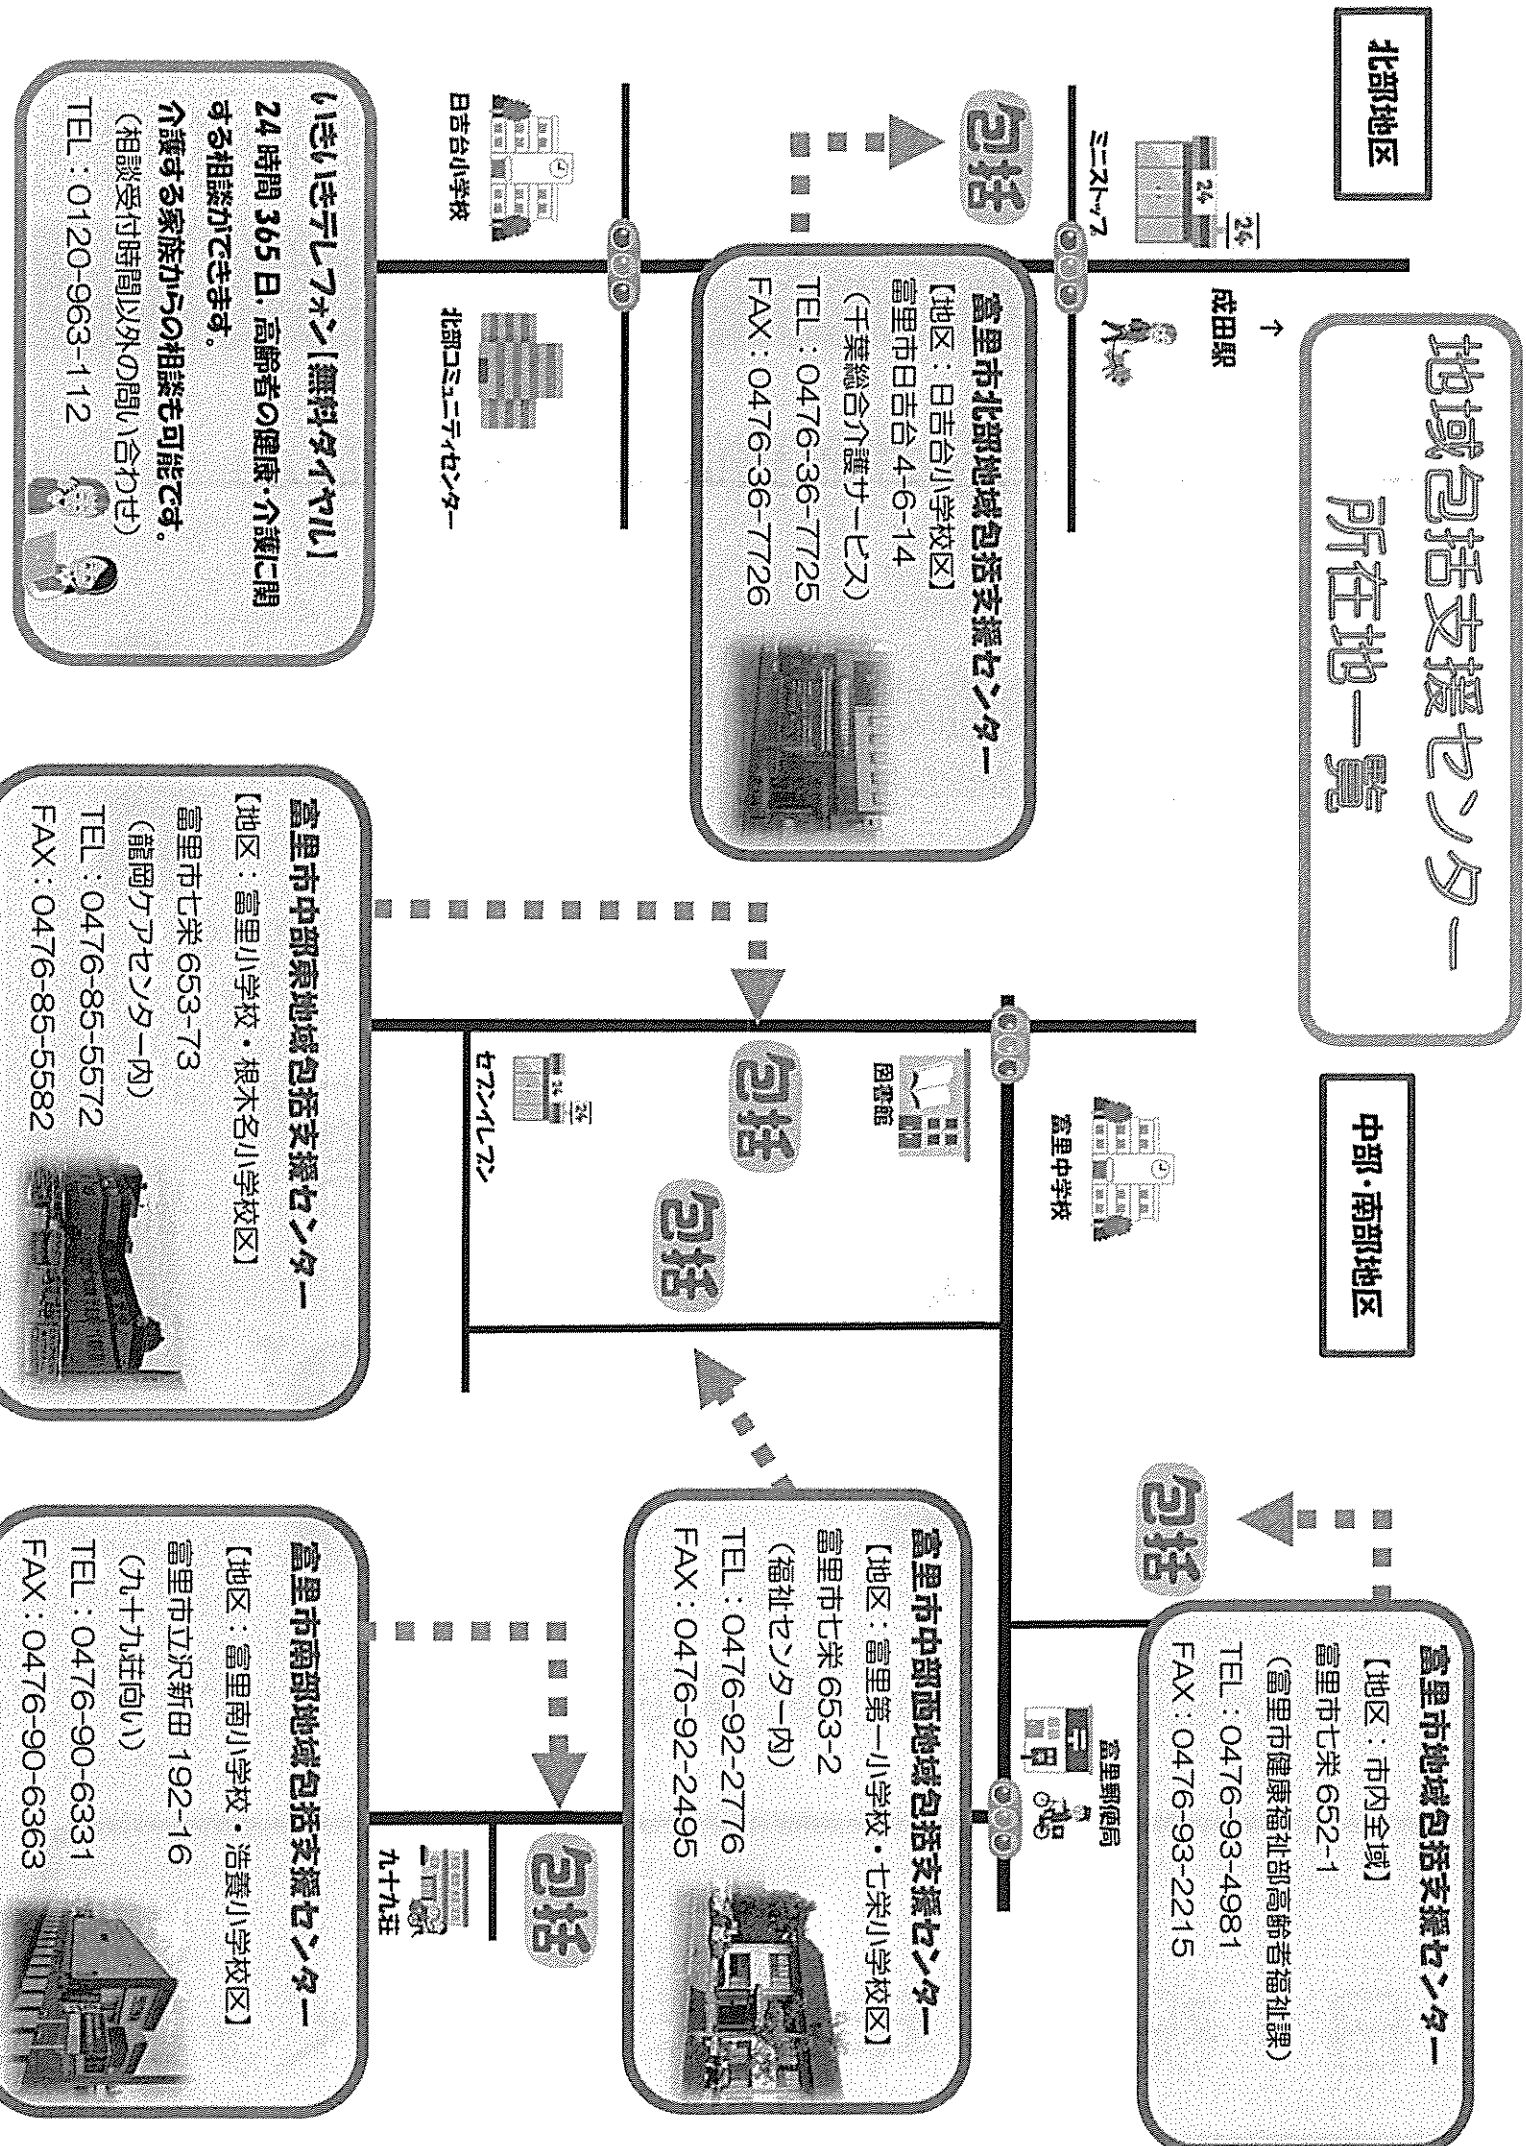 地域包括支援センター
所在地一覧
北部地区
↑
成田駅
24
24
ミニストップ
包括
富里市北部地域包括支援センター
【地区：日吉台小学校区】
富里市日吉台 4-6-14
（千葉総合介護サービス）
TEL：0476-36-7725
FAX：0476-36-7726
日吉台小学校
北部コミュニティセンター
いきいきテレフォン【無料ダイヤル】
24 時間 365 日、高齢者の健康・介護に関
する相談ができます。
介護する家族からの相談も可能です。
（相談受付時間以外の問い合わせ）
TEL：0120-963-112
中部・南部地区
富里中学校
図書館
包括
24
24
セブンイレブン
包括
富里市中部東地域包括支援センター
【地区：富里小学校・根木名小学校区】
富里市七栄 653-73
（龍岡ケアセンター内）
TEL：0476-85-5572
FAX：0476-85-5582
包括
富里市地域包括支援センター
【地区：市内全域】
富里市七栄 652-1
（富里市健康福祉部高齢者福祉課）
TEL：0476-93-4981
FAX：0476-93-2215
富里郵便局
富里市中部西地域包括支援センター
【地区：富里第一小学校・七栄小学校区】
富里市七栄 653-2
（福祉センター内）
TEL：0476-92-2776
FAX：0476-92-2495
包括
九十九荘
富里市南部地域包括支援センター
【地区：富里南小学校・浩養小学校区】
富里市立沢新田 192-16
（九十九荘向い）
TEL：0476-90-6331
FAX：0476-90-6363